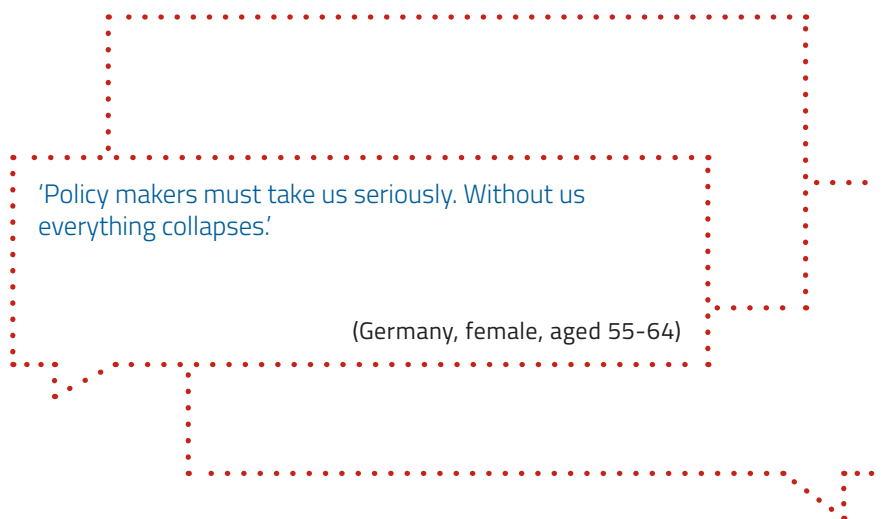 ‘Policy makers must take us seriously. Without us
everything collapses.’
(Germany, female, aged 55-64)